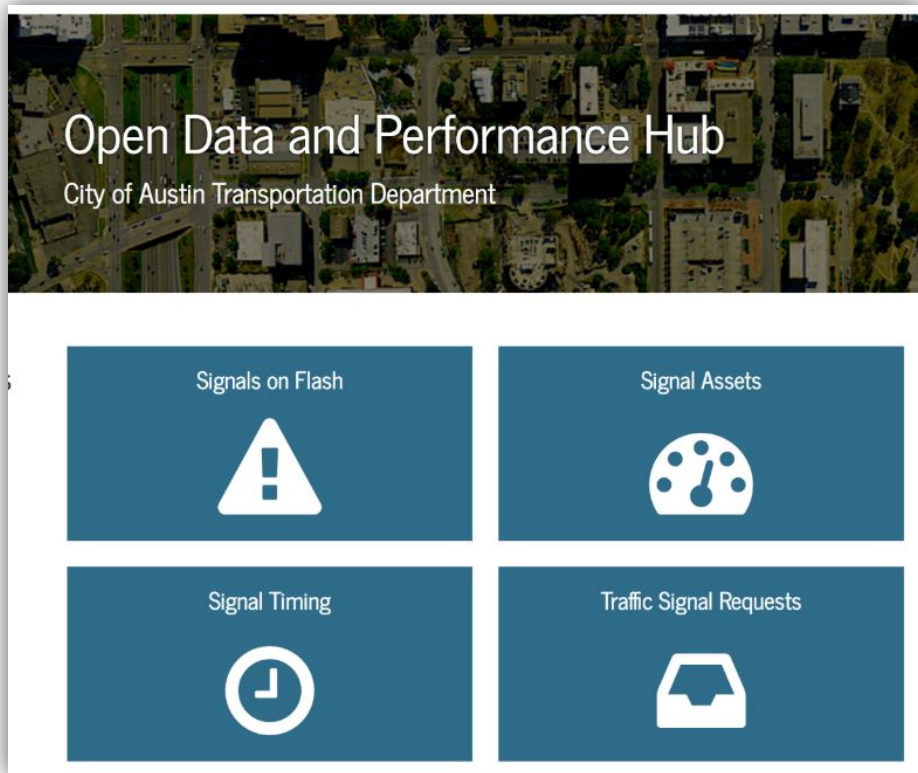 Open Data and Performance Hub
City of Austin Transportation Department
Signals on Flash
Signal Assets
Signal Timing
Traffic Signal Requests